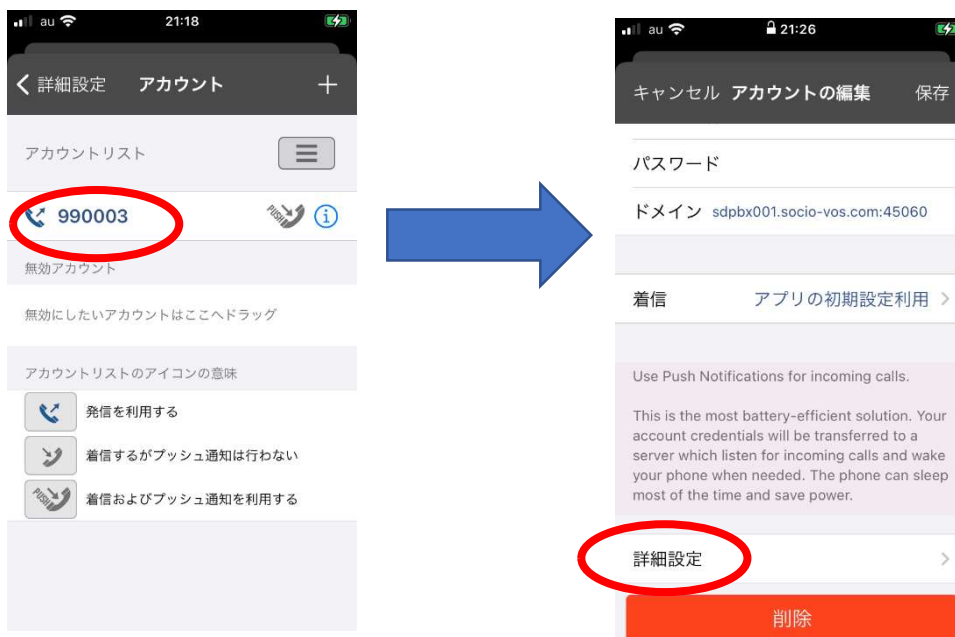 au 21:18
詳細設定 アカウント +
アカウントリスト
990003
無効アカウント
無効にしたいアカウントはここへドラッグ
アカウントリストのアイコンの意味
発信を利用する
着信するがプッシュ通知は行わない
PUSH 着信およびプッシュ通知を利用する
au 21:26
キャンセル アカウントの編集 保存
パスワード
ドメイン sdpbx001.socio-vos.com:45060
着信 アプリの初期設定利用
Use Push Notifications for incoming calls.
This is the most battery-efficient solution. Your
account credentials will be transferred to a
server which listen for incoming calls and wake
your phone when needed. The phone can sleep
most of the time and save power.
詳細設定
削除